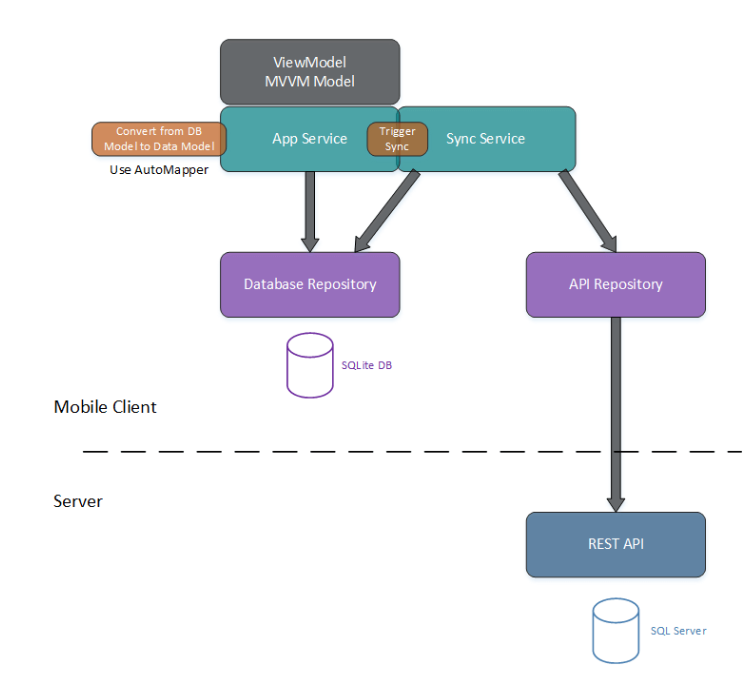 ViewModel
MVVM Model
Convert from DB
Model to Data Model
App Service
Trigger
Sync
Sync Service
Use AutoMapper
Database Repository
API Repository
SQLite DB
Mobile Client
Server
REST API
SQL Server